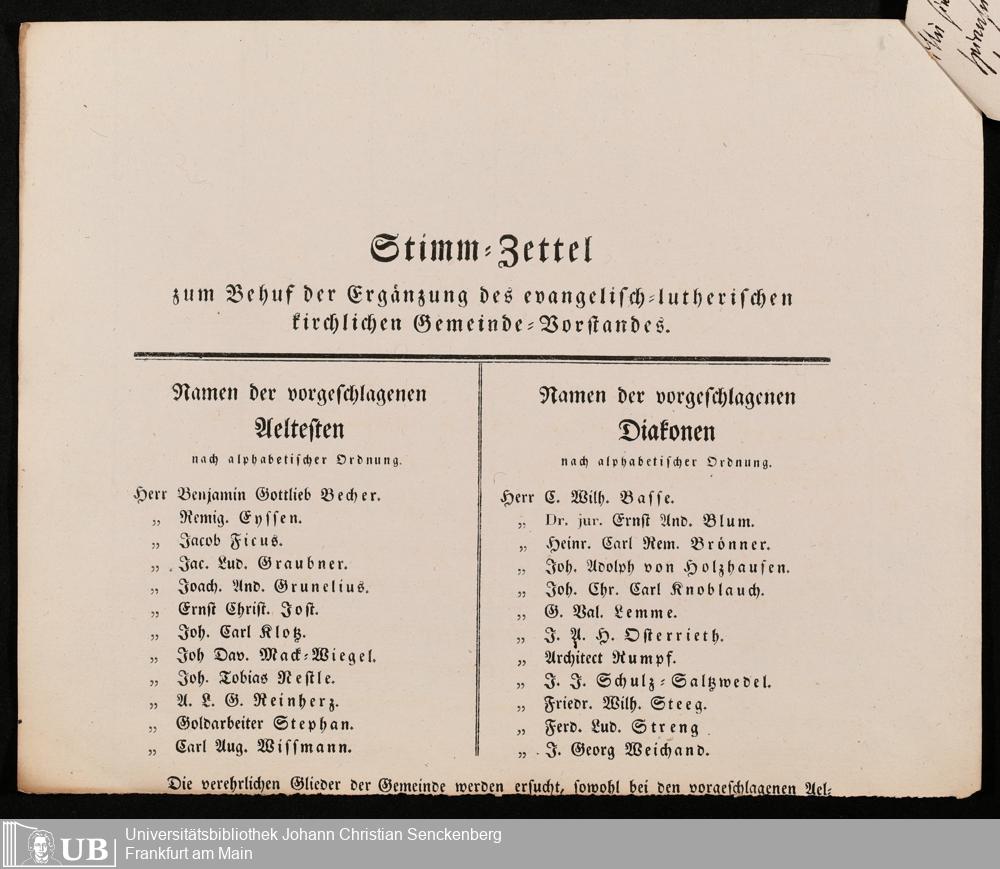 Stimm-Zettel
zum Behuf der Ergänzung des evangelisch-lutherischen
kirchlichen Gemeinde-Vorstandes.
Namen der vorgeschlagenen
Aeltesten
nach alphabetischer Ordnung.
Herr Benjamin Gottlieb Becher.
„ Remig. Eyssen.
„ Jacob Ficus.
„ Jac. Lud. Graubner.
„ Joach. And. Grunelius.
„ Ernst Christ. Jost.
„ Joh. Carl Klotz.
„ Joh Dav. Mack-Wiegel.
„ Joh. Tobias Nestle.
„ A. L. G. Reinherz.
„ Goldarbeiter Stephan.
„ Carl Aug. Wissmann.
Namen der vorgeschlagenen
Diakonen
nach alphabetischer Ordnung.
Herr C. Wilh. Basse.
„ Dr. jur. Ernst And. Blum.
„ Heinr. Carl Rem. Brönner.
„ Joh. Adolph von Holzhausen.
„ Joh. Chr. Carl Knoblauch.
„ G. Val. Lemme.
„ J. A. H. Osterrieth.
„ Architect Rumpf.
„ J. J. Schulz-Saltzwedel.
„ Friedr. Wilh. Steeg.
„ Ferd. Lud. Streng
„ J. Georg Weichand.
Die verehrlichen Glieder der Gemeinde werden ersucht, sowohl bei den vorgeschlagenen Ael-
UB
Universitätsbibliothek Johann Christian Senckenberg
Frankfurt am Main